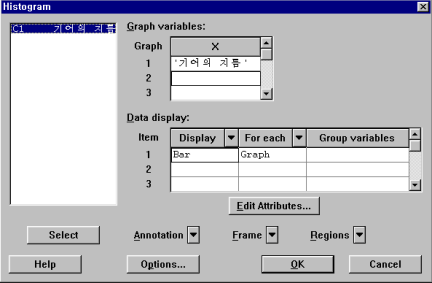 Histogram
C1 기어의 지름
Graph variables:
Graph X
1 '기어의 지름'
2
3
Data display:
Item Display For each Group variables
1 Bar Graph
2
3
Edit Attributes...
Select Annotation Frame Regions
Help Options... OK Cancel